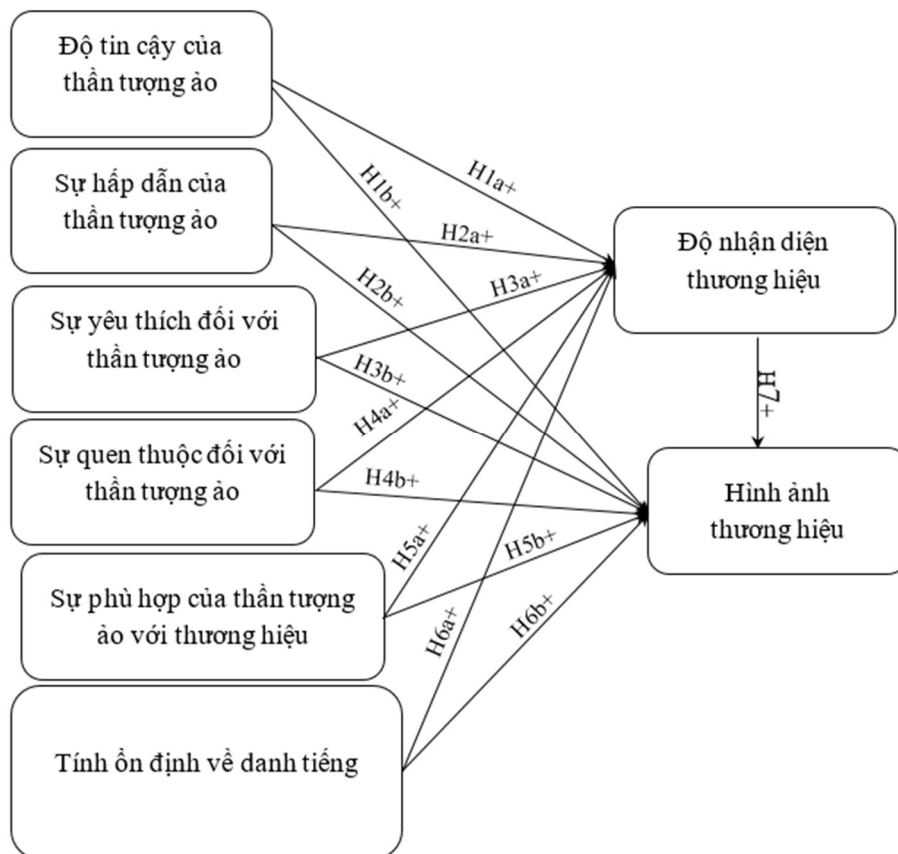 Độ tin cậy của
thần tượng ảo
Sự hấp dẫn của
thần tượng ảo
Sự yêu thích đối với
thần tượng ảo
Sự quen thuộc đối với
thần tượng ảo
Sự phù hợp của thần tượng
ảo với thương hiệu
Tính ổn định về danh tiếng
H1a+
H1b+
H2a+
H2b+
H3a+
H3b+
H4a+
H4b+
H5a+
H5b+
H6a+
H6b+
Độ nhận diện
thương hiệu
H7+
Hình ảnh
thương hiệu